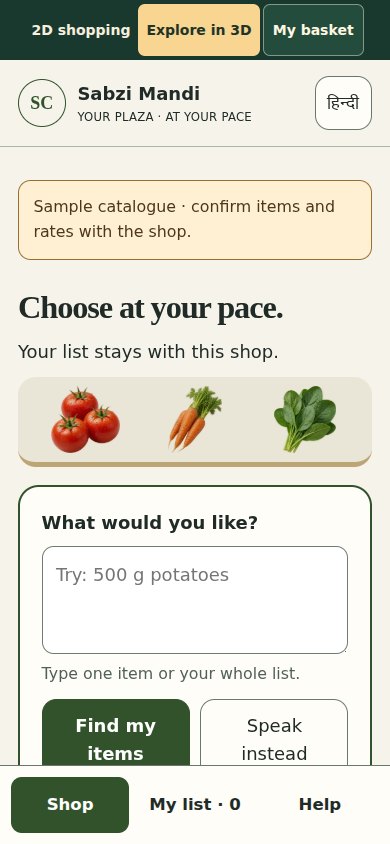 2D shopping Explore in 3D My basket
SC Sabzi Mandi
YOUR PLAZA · AT YOUR PACE
हिन्दी
Sample catalogue · confirm items and
rates with the shop.
Choose at your pace.
Your list stays with this shop.
What would you like?
Try: 500 g potatoes
Type one item or your whole list.
Find my
items
Speak
instead
Shop My list · 0 Help